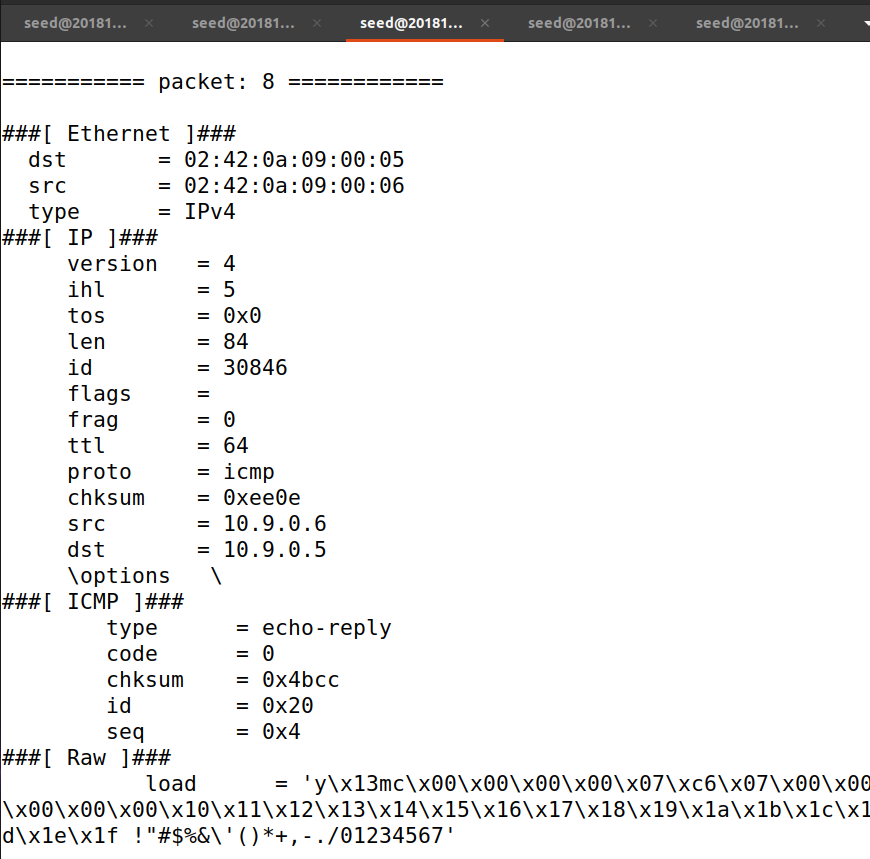 seed@20181... × seed@20181... × seed@20181... × seed@20181... × seed@20181... ×
=========== packet: 8 ============
###[ Ethernet ]###
  dst       = 02:42:0a:09:00:05
  src       = 02:42:0a:09:00:06
  type      = IPv4
###[ IP ]###
     version   = 4
     ihl       = 5
     tos       = 0x0
     len       = 84
     id        = 30846
     flags     =
     frag      = 0
     ttl       = 64
     proto     = icmp
     chksum    = 0xee0e
     src       = 10.9.0.6
     dst       = 10.9.0.5
     \options   \
###[ ICMP ]###
        type      = echo-reply
        code      = 0
        chksum    = 0x4bcc
        id        = 0x20
        seq       = 0x4
###[ Raw ]###
           load      = 'y\x13mc\x00\x00\x00\x00\x07\xc6\x07\x00\x00
\x00\x00\x00\x10\x11\x12\x13\x14\x15\x16\x17\x18\x19\x1a\x1b\x1c\x1
d\x1e\x1f !"#$%&\'()*+,-./01234567'